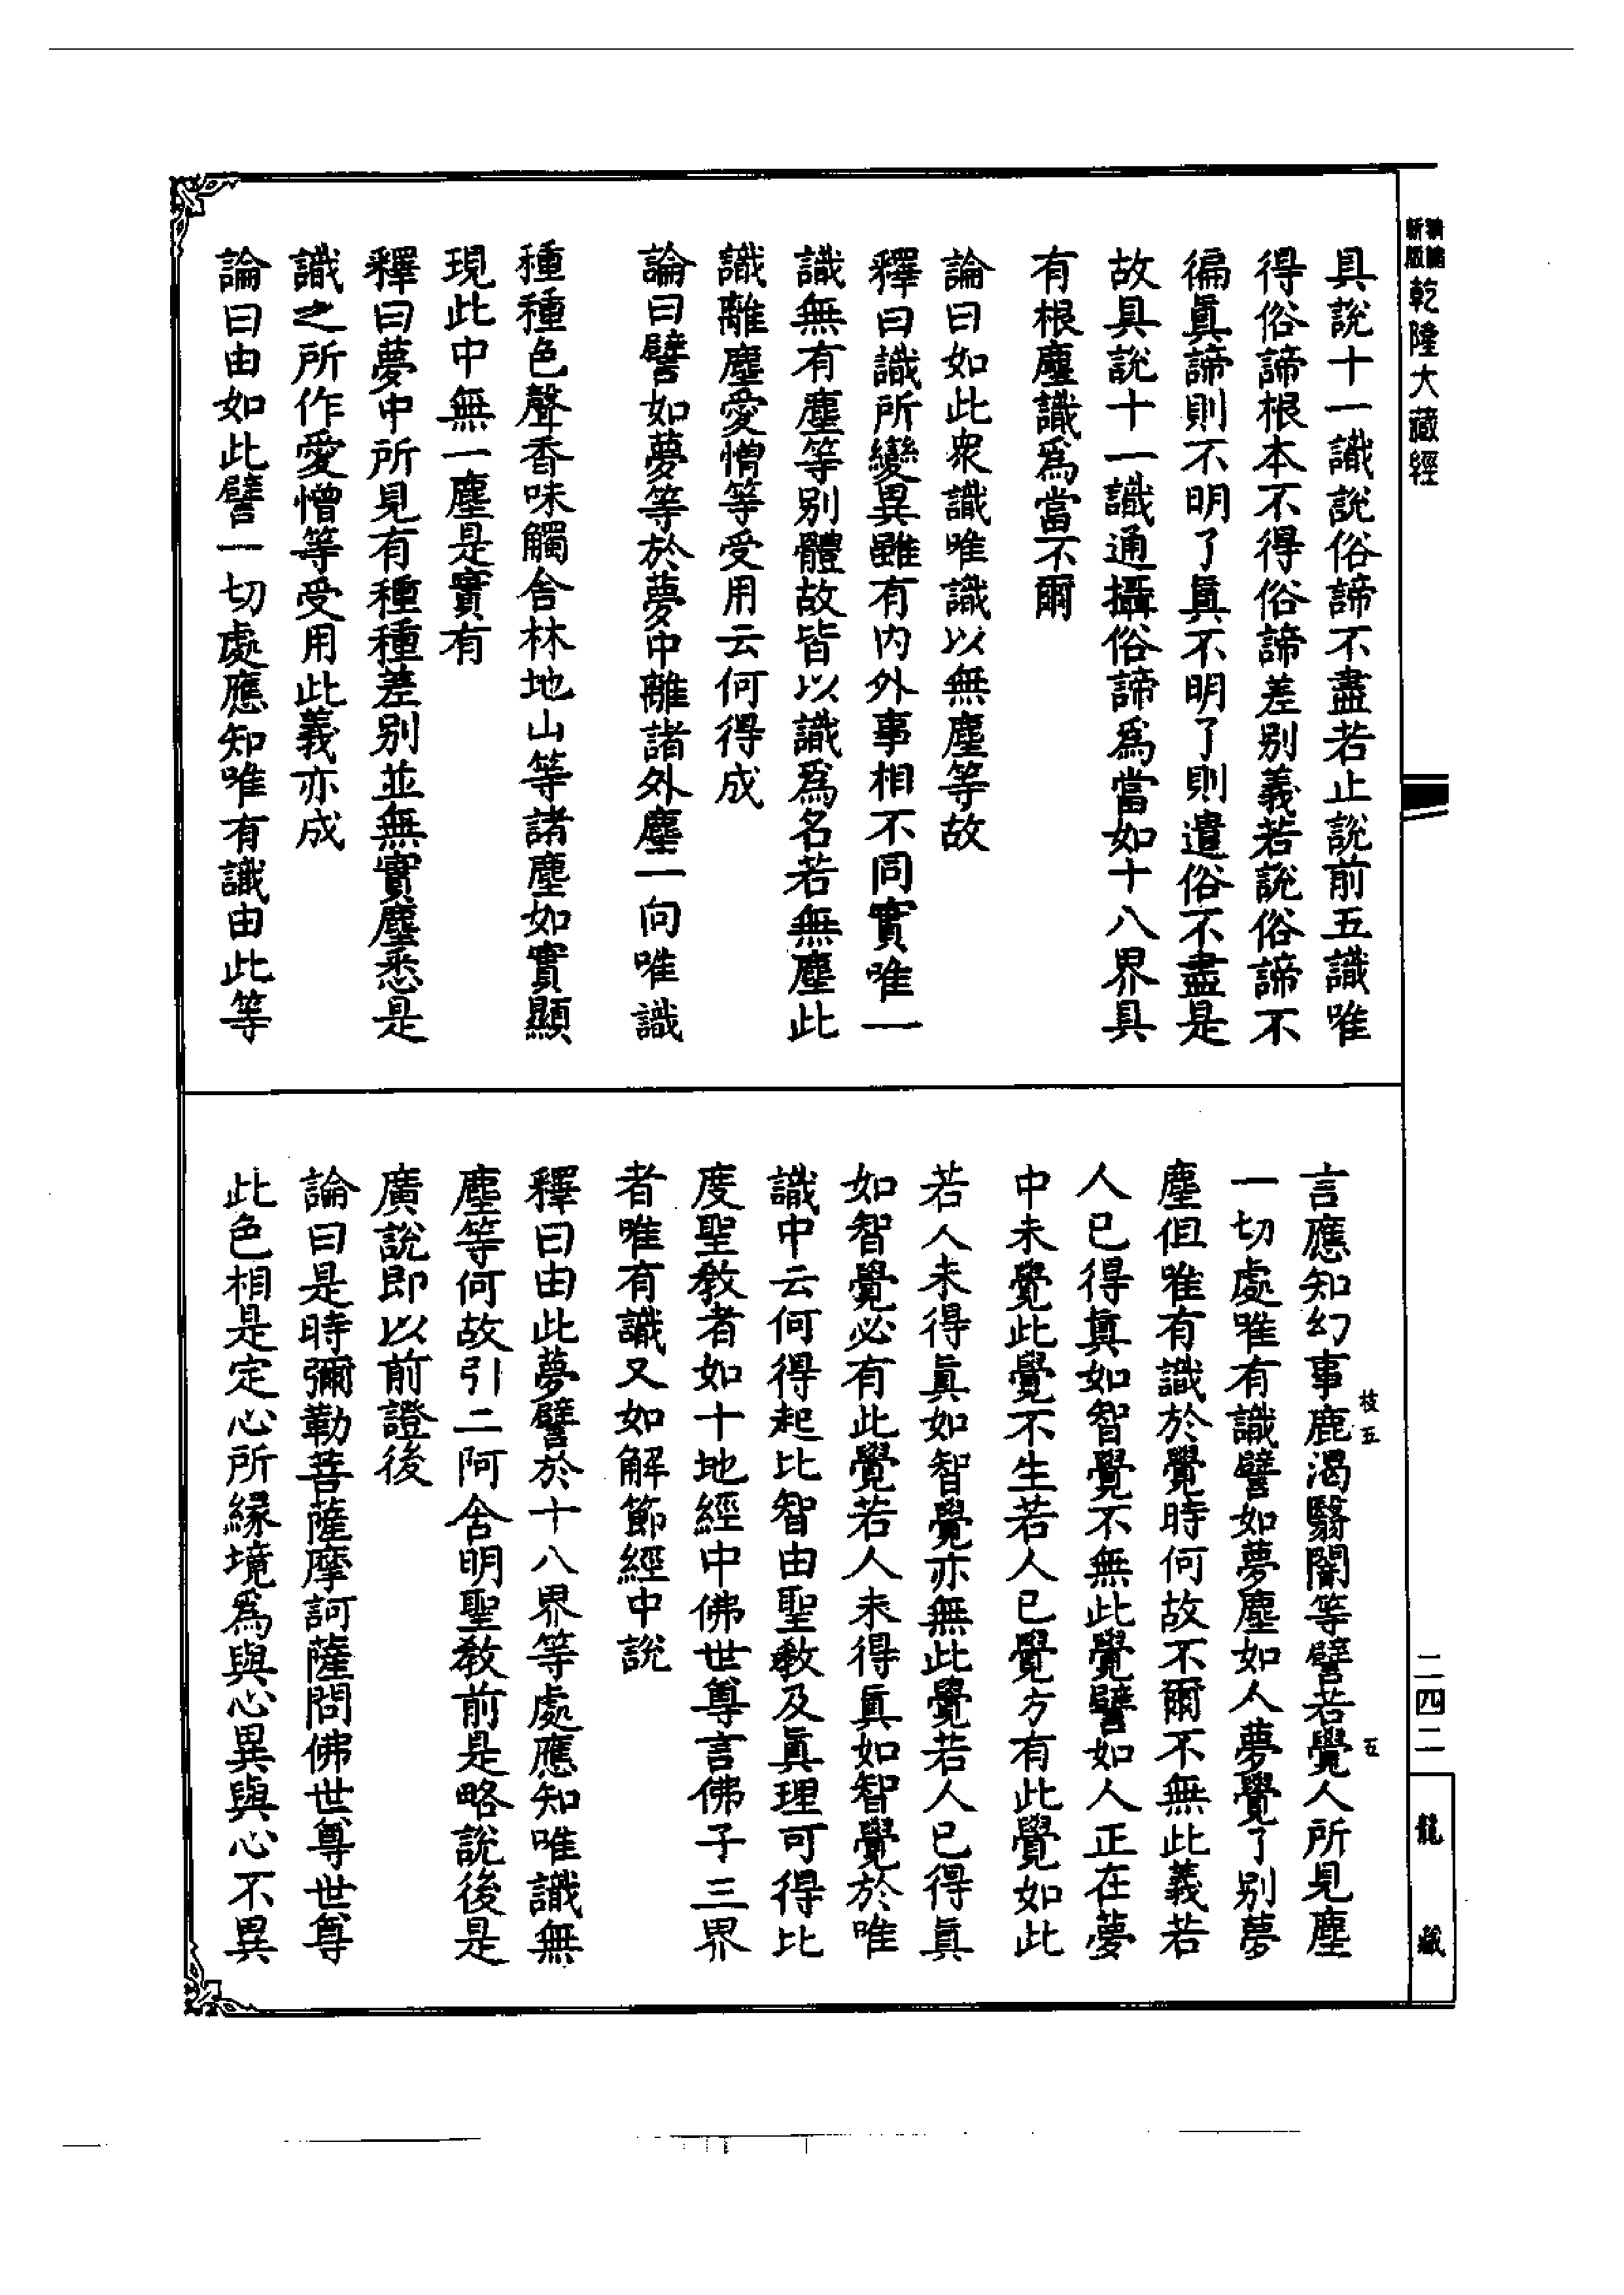 新編縮版乾隆大藏經
具說十一識說俗諦不盡若止說前五識唯
得俗諦根本不得俗諦差别義若說俗諦不
徧眞諦則不明了眞不明了則遣俗不盡是
故具說十一識通攝俗諦爲當如十八界具
有根塵識爲當不爾
論曰如此衆識唯識以無塵等故
釋曰識所變異雖有内外事相不同實唯一
識無有塵等别體故皆以識爲名若無塵此
識離塵愛憎等受用云何得成
論曰譬如夢等於夢中離諸外塵一向唯識
種種色聲香味觸舍林地山等諸塵如實顯
現此中無一塵是實有
釋曰夢中所見有種種差别並無實塵悉是
識之所作愛憎等受用此義亦成
論曰由如此譬一切處應知唯有識由此等
言應知幻事鹿渴翳闇等譬若覺人所見塵
一切處唯有識譬如夢塵如人夢覺了别夢
塵但唯有識於覺時何故不爾不無此義若
人已得眞如智覺不無此覺譬如人正在夢
中未覺此覺不生若人已覺方有此覺如此
若人未得眞如智覺亦無此覺若人已得眞
如智覺必有此覺若人未得眞如智覺於唯
識中云何得起比智由聖敎及眞理可得比
度聖敎者如十地經中佛世尊言佛子三界
者唯有識又如解節經中說
釋曰由此夢譬於十八界等處應知唯識無
塵等何故引二阿含明聖敎前是略說後是
廣說即以前證後
論曰是時彌勒菩薩摩訶薩問佛世尊世尊
此色相是定心所緣境爲與心異與心不異
枝五
五
二四二
龍藏